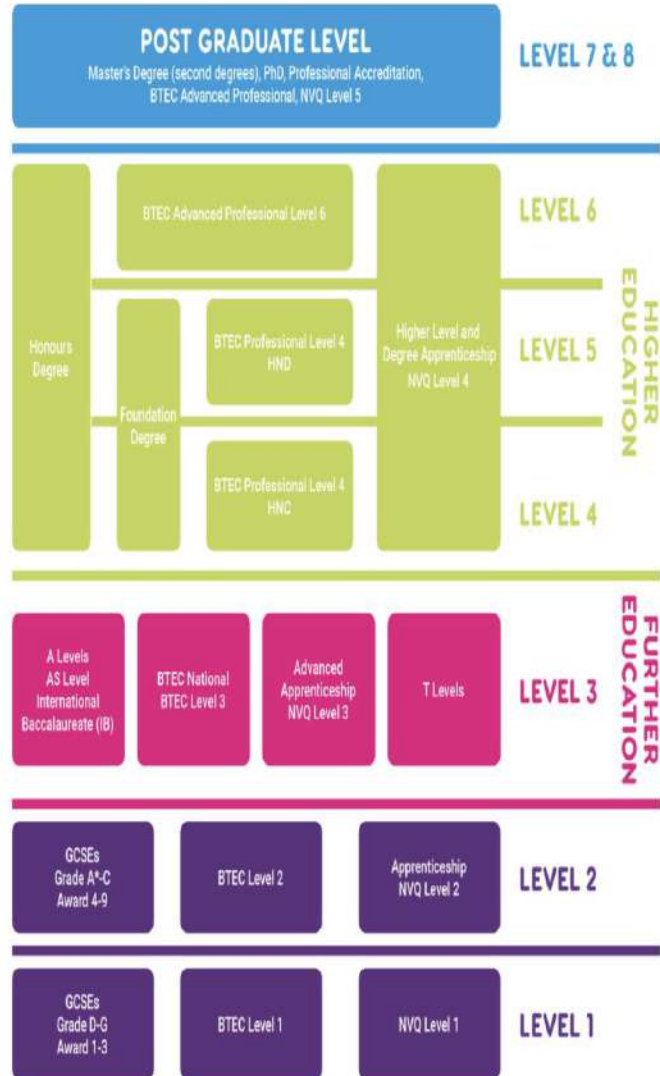 POST GRADUATE LEVEL
Master's Degree (second degrees), PhD, Professional Accreditation,
BTEC Advanced Professional, NVQ Level 5
LEVEL 7 & 8
Honours
Degree
BTEC Advanced Professional Level 6
LEVEL 6
Foundation
Degree
BTEC Professional Level 4
HND
Higher Level and
Degree Apprenticeship
NVQ Level 4
LEVEL 5
BTEC Professional Level 4
HNC
LEVEL 4
HIGHER
EDUCATION
A Levels
AS Level
International
Baccalaureate (IB)
BTEC National
BTEC Level 3
Advanced
Apprenticeship
NVQ Level 3
T Levels
LEVEL 3
FURTHER
EDUCATION
GCSEs
Grade A*-C
Award 4-9
BTEC Level 2
Apprenticeship
NVQ Level 2
LEVEL 2
GCSEs
Grade D-G
Award 1-3
BTEC Level 1
NVQ Level 1
LEVEL 1